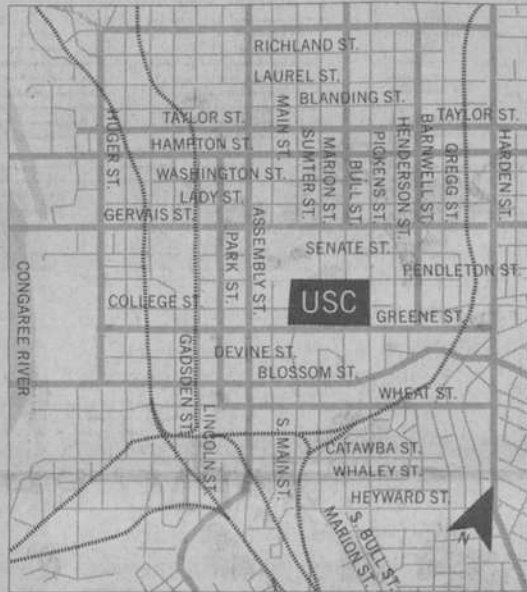 RICHLAND ST.
LAUREL ST.
BLANDING ST.
TAYLOR ST.
TAYLOR ST.
HAMPTON ST.
WASHINGTON ST.
LADY ST.
GERVAIS ST.
HUGER ST.
MAIN ST.
SUMTER ST.
MARION ST.
BULL ST.
PICKENS ST.
HENDERSON ST.
BARNWELL ST.
GREGG ST.
HARDEN ST.
PARK ST.
ASSEMBLY ST.
SENATE ST.
PENDLETON ST.
CONGAREE RIVER
COLLEGE ST.
USC
GREENE ST.
GADSDEN ST.
DEVINE ST.
BLOSSOM ST.
WHEAT ST.
LINCOLN ST.
S. MAIN ST.
CATAWBA ST.
WHALEY ST.
HEYWARD ST.
S. BULL ST.
MARION ST.
N